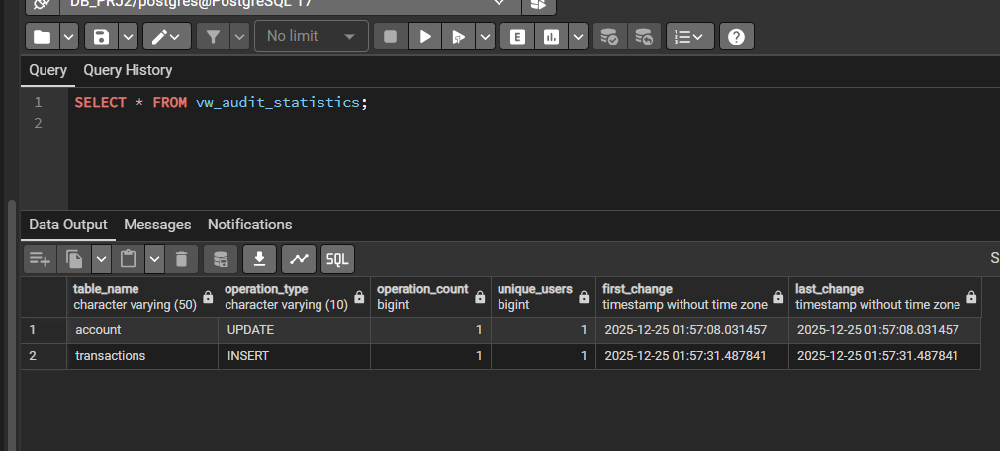 DB_PRJ2/postgres@PostgreSQL 17
No limit
E
Query Query History
1 SELECT * FROM vw_audit_statistics;
2
Data Output Messages Notifications
SQL S
table_name operation_type operation_count unique_users first_change last_change
character varying (50) character varying (10) bigint bigint timestamp without time zone timestamp without time zone
1 account UPDATE 1 1 2025-12-25 01:57:08.031457 2025-12-25 01:57:08.031457
2 transactions INSERT 1 1 2025-12-25 01:57:31.487841 2025-12-25 01:57:31.487841